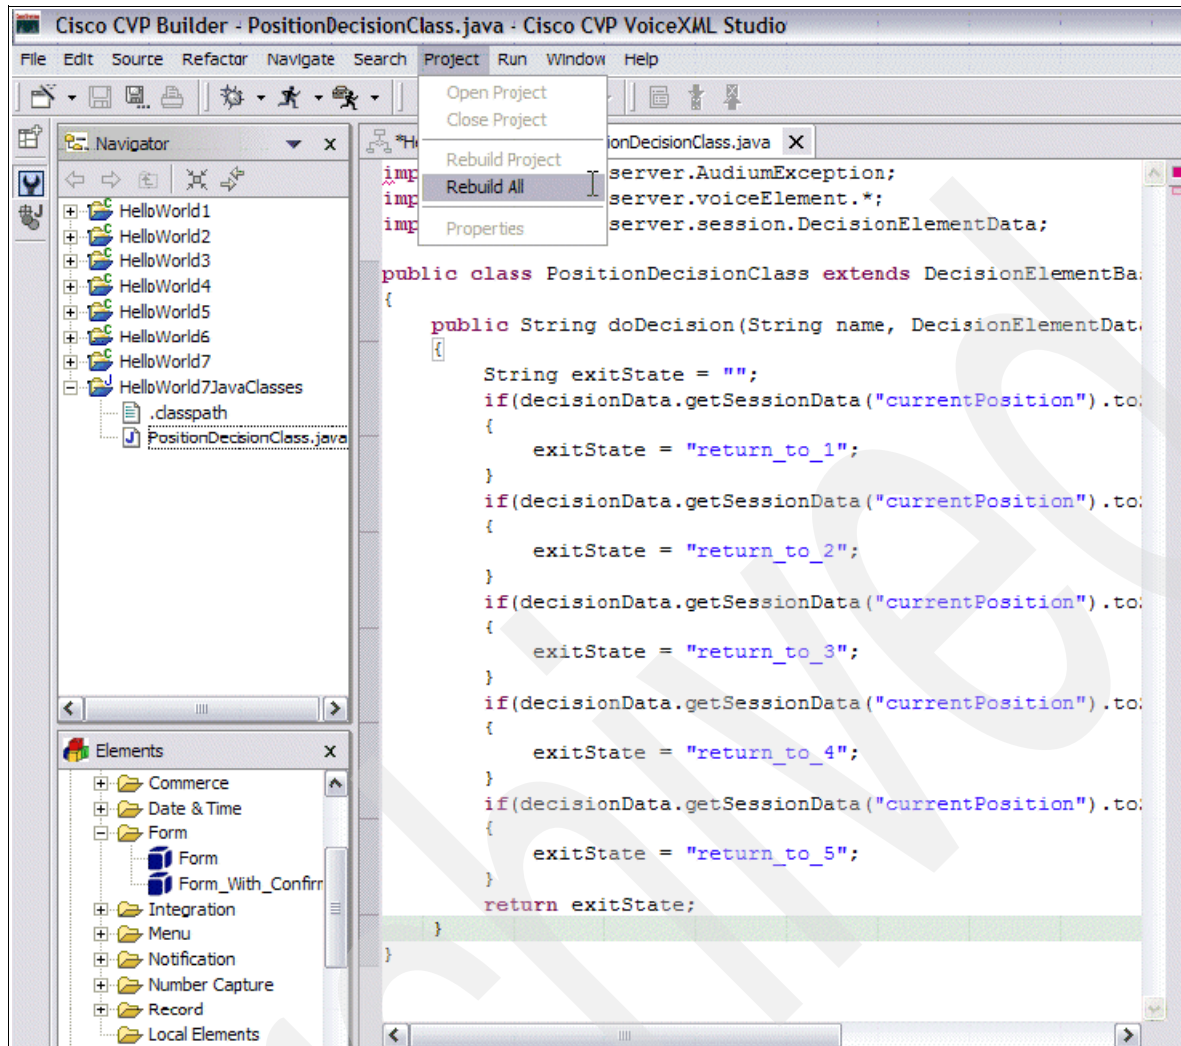 Cisco CVP Builder - PositionDecisionClass.java - Cisco CVP VoiceXML Studio
File Edit Source Refactor Navigate Search Project Run Window Help
Open Project
Close Project
Rebuild Project
Rebuild All
Properties
Navigator
HelloWorld1
HelloWorld2
HelloWorld3
HelloWorld4
HelloWorld5
HelloWorld6
HelloWorld7
HelloWorld7JavaClasses
.classpath
PositionDecisionClass.java
Elements
Commerce
Date & Time
Form
Form
Form_With_Confirr
Integration
Menu
Notification
Number Capture
Record
Local Elements
*He ionDecisionClass.java
imp server.AudiumException;
imp server.voiceElement.*;
imp server.session.DecisionElementData;
public class PositionDecisionClass extends DecisionElementBa
{
public String doDecision(String name, DecisionElementDat
{
String exitState = "";
if(decisionData.getSessionData("currentPosition").to
{
exitState = "return_to_1";
}
if(decisionData.getSessionData("currentPosition").to
{
exitState = "return_to_2";
}
if(decisionData.getSessionData("currentPosition").to
{
exitState = "return_to_3";
}
if(decisionData.getSessionData("currentPosition").to
{
exitState = "return_to_4";
}
if(decisionData.getSessionData("currentPosition").to
{
exitState = "return_to_5";
}
return exitState;
}
}